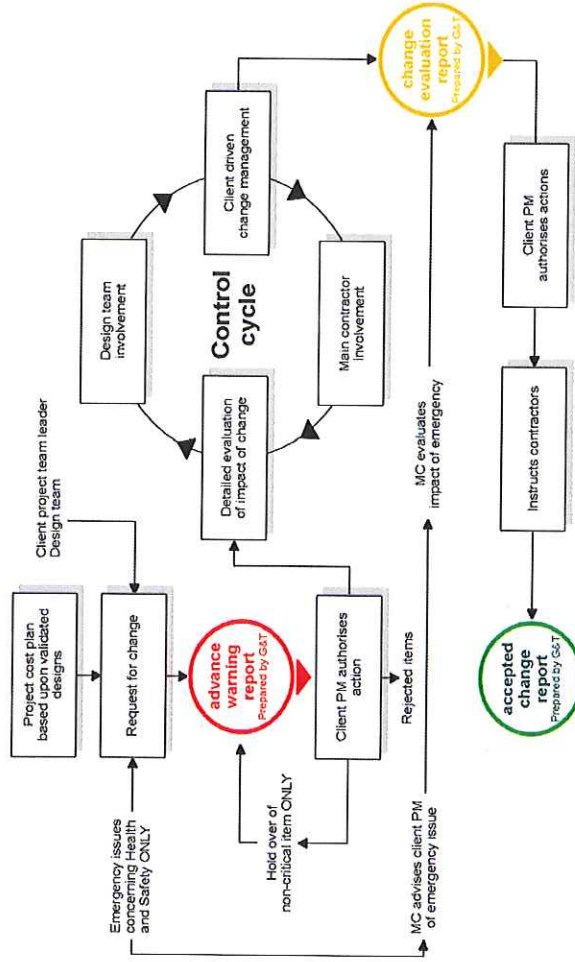 Project cost plan
based upon validated
designs
Client project team leader
Design team
Emergency issues
concerning Health
and Safety ONLY
Request for change
advance
warning
report
Prepared by G&T
Hold over of
non-critical item ONLY
Client PM authorises
action
Rejected items
Detailed evaluation
of impact of change
Design team
involvement
Control
cycle
Main contractor
involvement
Client driven
change management
MC advises client PM
of emergency issue
MC evaluates
impact of emergency
change
evaluation
report
Prepared by G&T
Client PM
authorises actions
Instructs contractors
accepted
change
report
Prepared by G&T